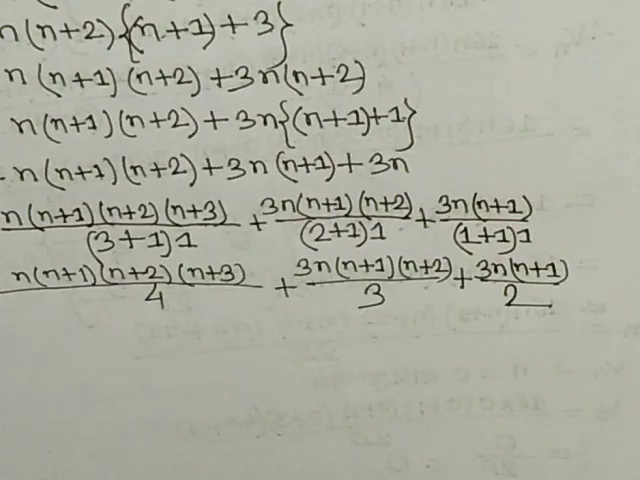 n(n+2){(n+1)+3}
n(n+1)(n+2)+3n(n+2)
n(n+1)(n+2)+3n{(n+1)+1}
- n(n+1)(n+2)+3n(n+1)+3n
n(n+1)(n+2)(n+3)/(3+1)1 + 3n(n+1)(n+2)/(2+1)1 + 3n(n+1)/(1+1)1
n(n+1)(n+2)(n+3)/4 + 3n(n+1)(n+2)/3 + 3n(n+1)/2